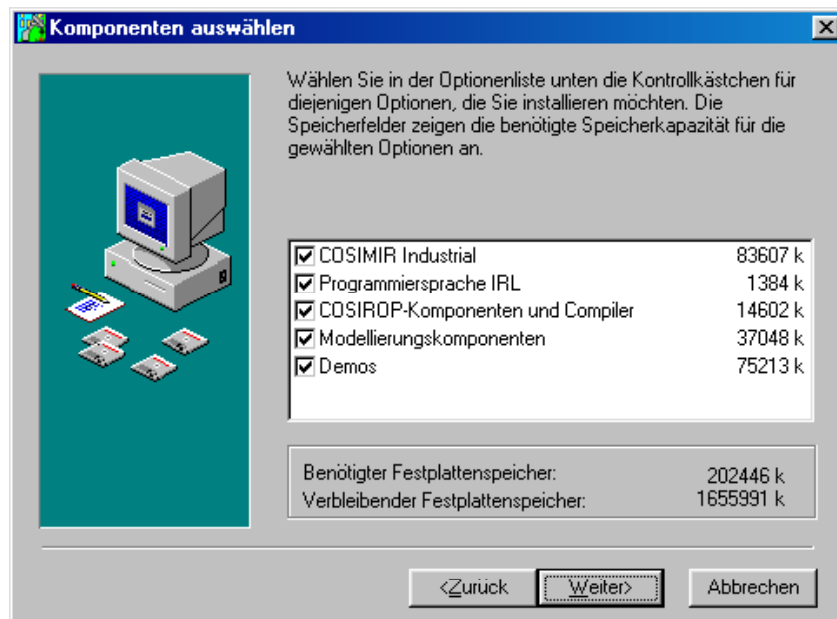 Komponenten auswählen
Wählen Sie in der Optionenliste unten die Kontrollkästchen für
diejenigen Optionen, die Sie installieren möchten. Die
Speicherfelder zeigen die benötigte Speicherkapazität für die
gewählten Optionen an.
COSIMIR Industrial 83607 k
Programmiersprache IRL 1384 k
COSIROP-Komponenten und Compiler 14602 k
Modellierungskomponenten 37048 k
Demos 75213 k
Benötigter Festplattenspeicher: 202446 k
Verbleibender Festplattenspeicher: 1655991 k
<Zurück Weiter> Abbrechen